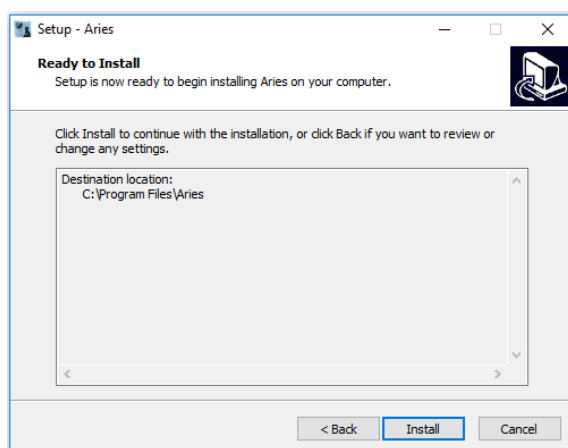 Setup - Aries
Ready to Install
Setup is now ready to begin installing Aries on your computer.
Click Install to continue with the installation, or click Back if you want to review or
change any settings.
Destination location:
C:\Program Files\Aries
< Back
Install
Cancel